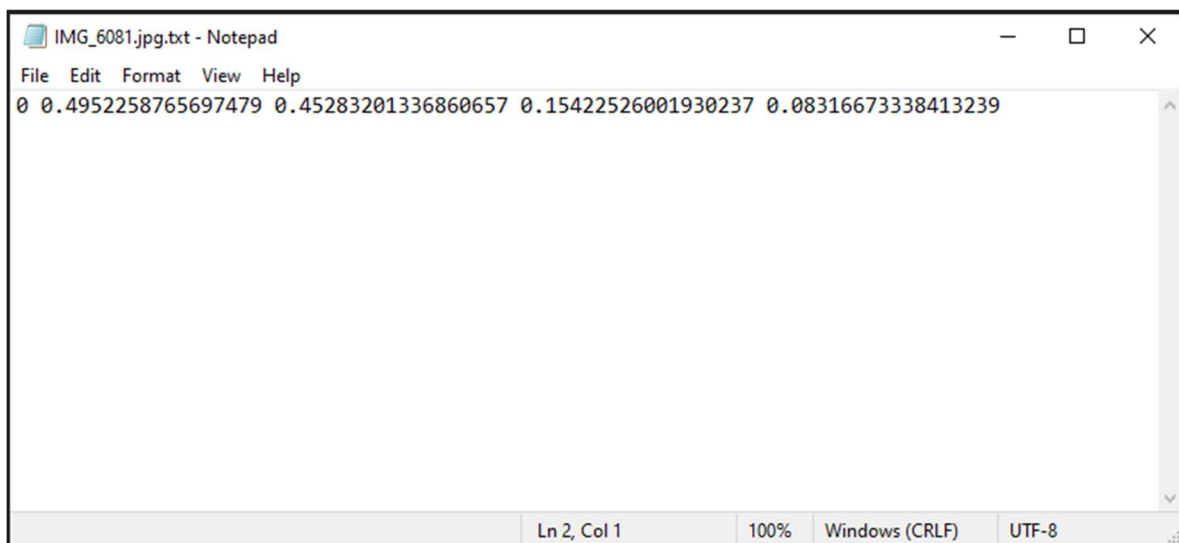 IMG_6081.jpg.txt - Notepad
File Edit Format View Help
0 0.4952258765697479 0.45283201336860657 0.15422526001930237 0.08316673338413239
Ln 2, Col 1 100% Windows (CRLF) UTF-8